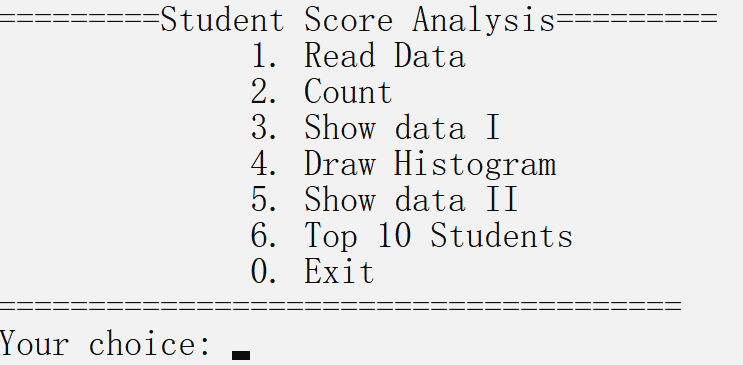 =========Student Score Analysis=========
1. Read Data
2. Count
3. Show data I
4. Draw Histogram
5. Show data II
6. Top 10 Students
0. Exit
======================================
Your choice: